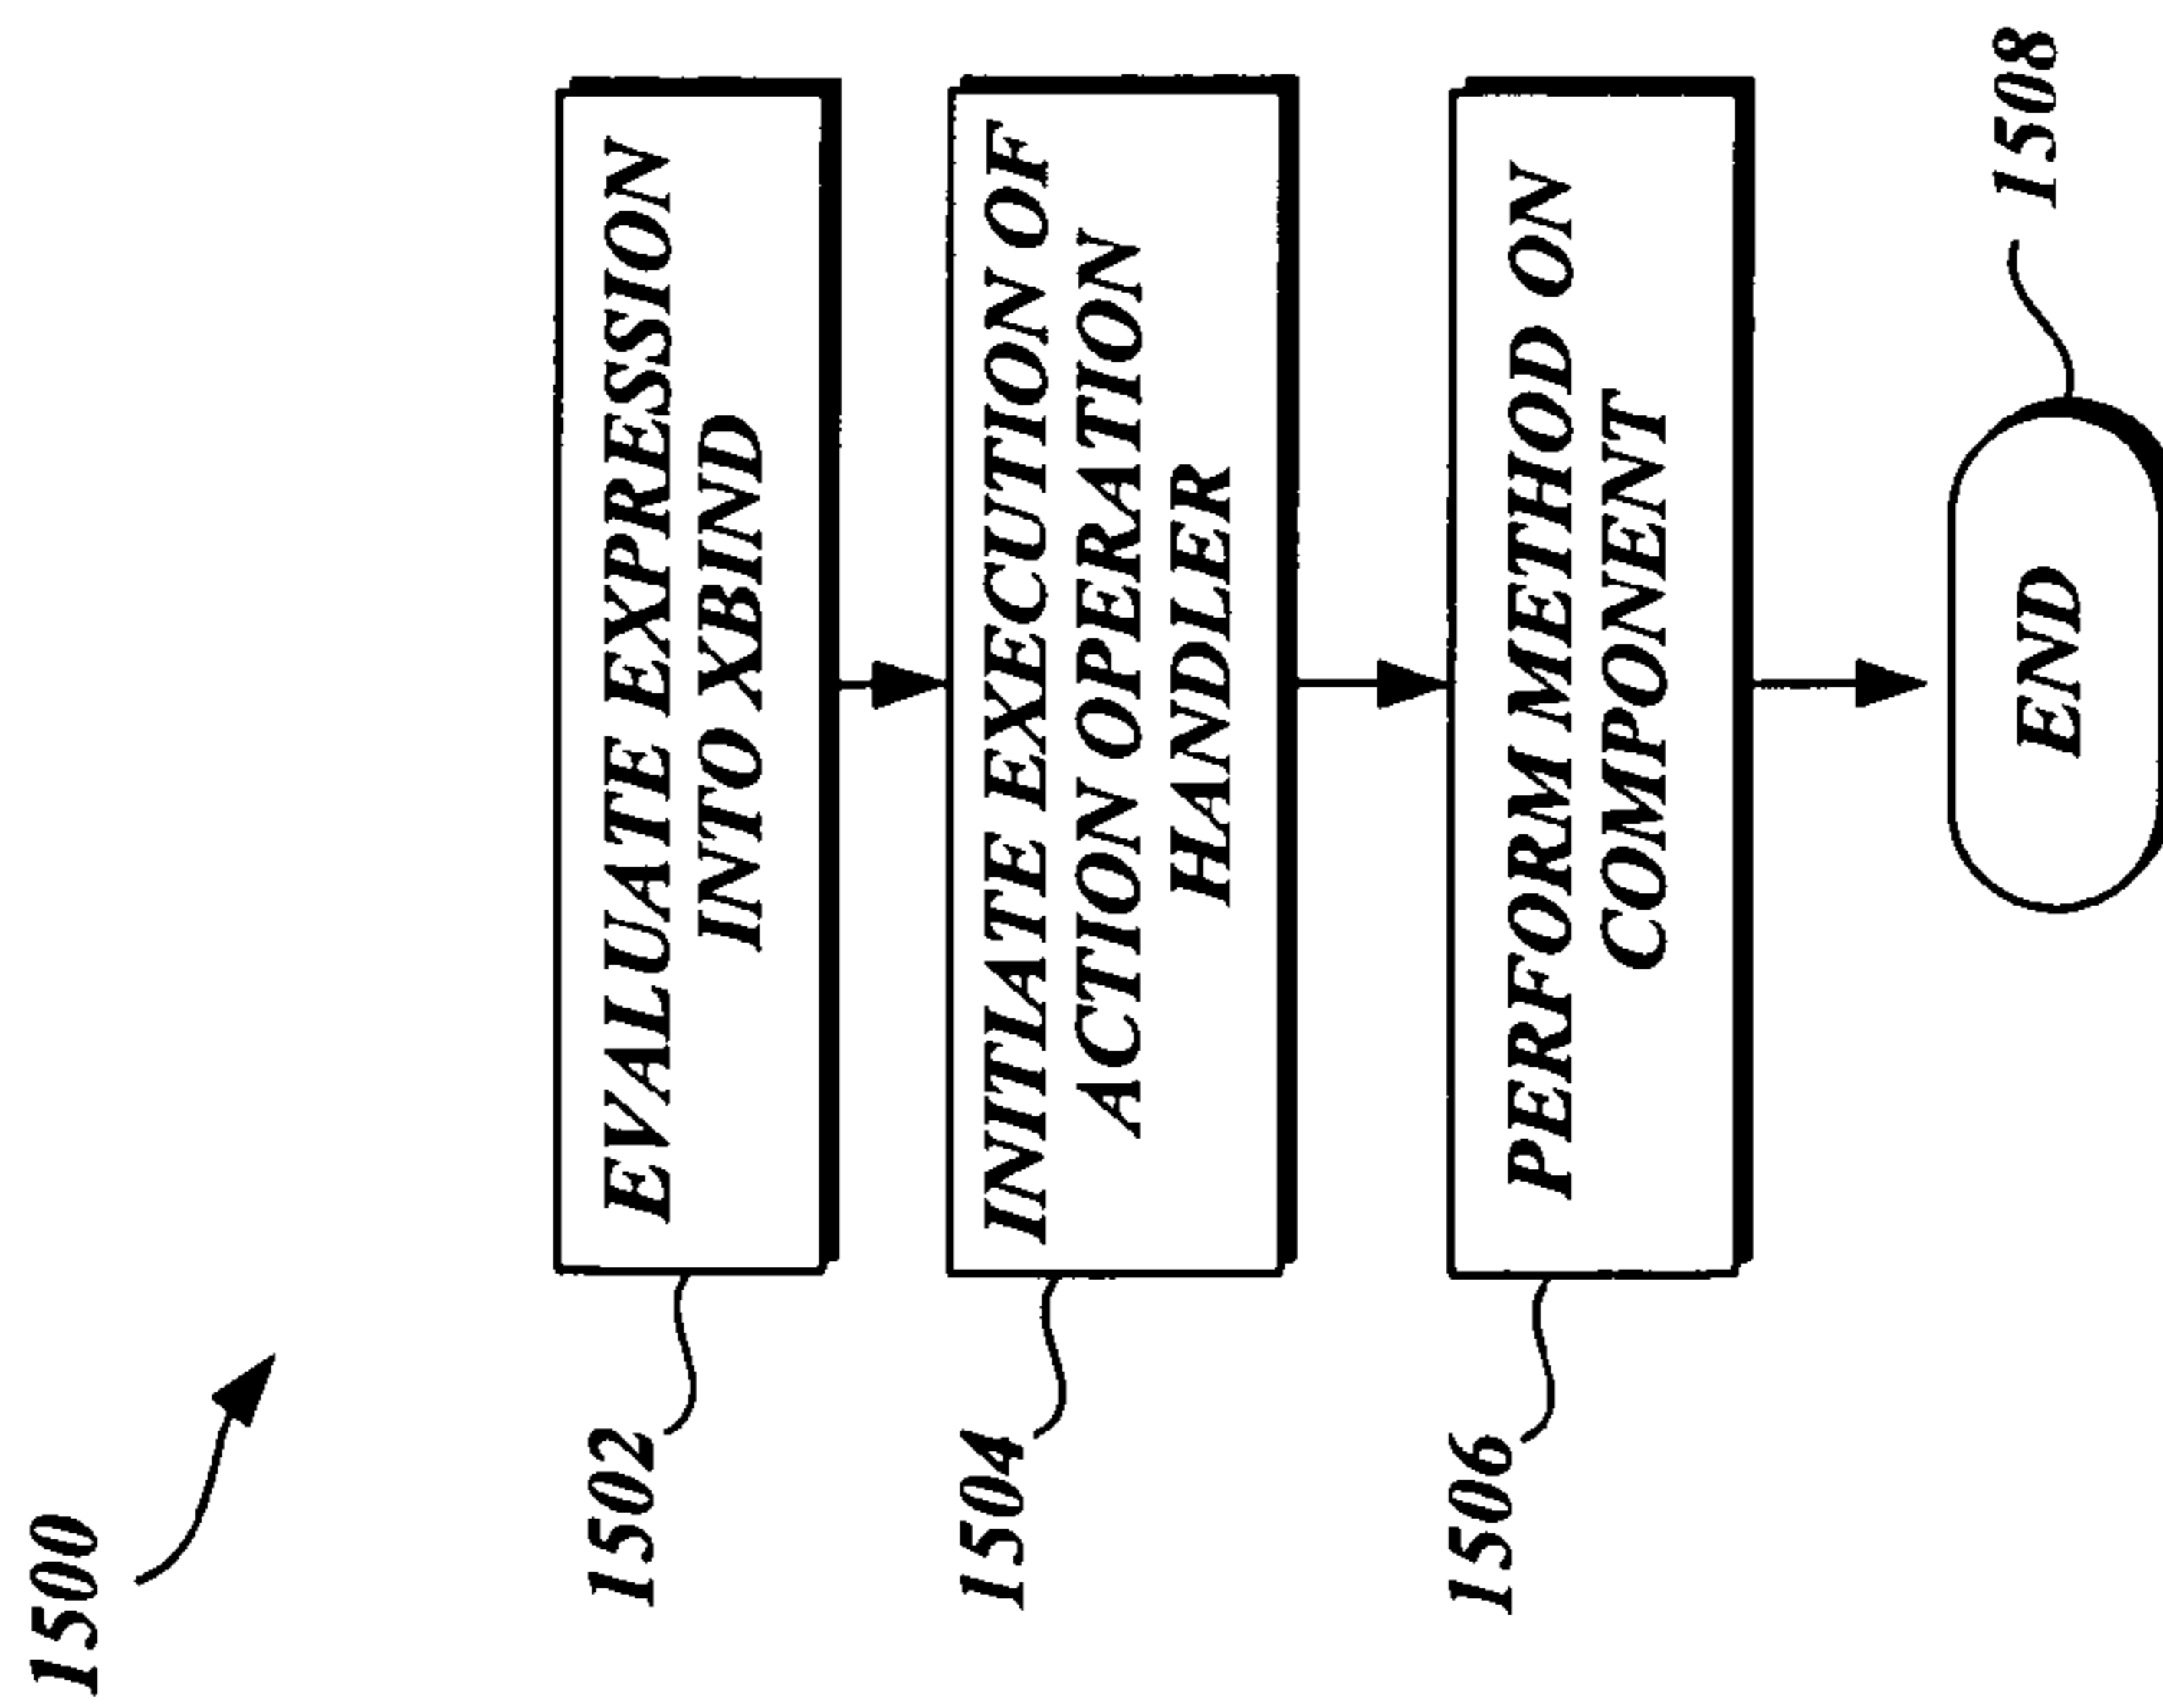 1500
1502
EVALUATE EXPRESSION
INTO XBIND
1504
INITIATE EXECUTION OF
ACTION OPERATION
HANDLER
1506
PERFORM METHOD ON
COMPONENT
END
1508